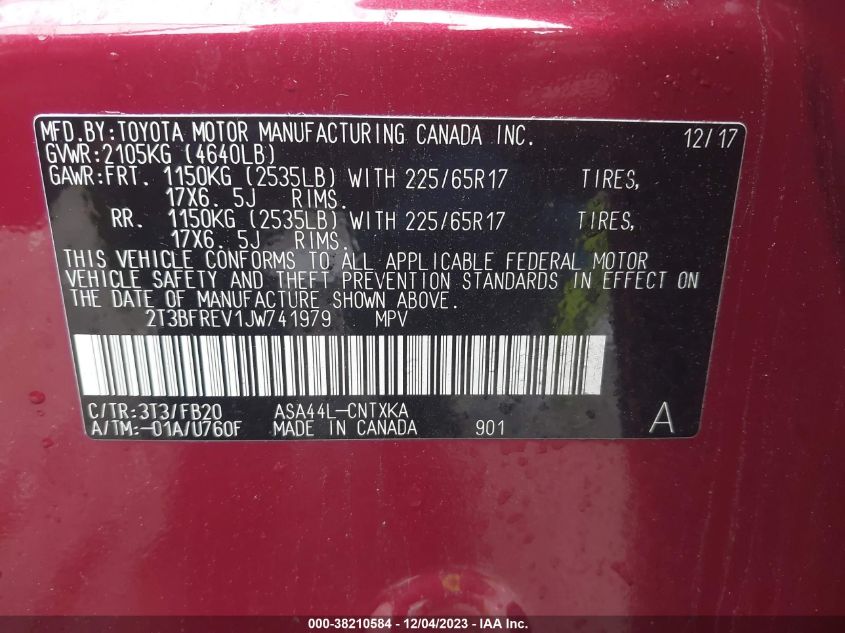 MFD.BY:TOYOTA MOTOR MANUFACTURING CANADA INC. 12/17
GVWR:2105KG (4640LB)
GAWR:FRT. 1150KG (2535LB) WITH 225/65R17 TIRES,
17X6. 5J RIMS.
RR. 1150KG (2535LB) WITH 225/65R17 TIRES,
17X6. 5J RIMS.
THIS VEHICLE CONFORMS TO ALL APPLICABLE FEDERAL MOTOR
VEHICLE SAFETY AND THEFT PREVENTION STANDARDS IN EFFECT ON
THE DATE OF MANUFACTURE SHOWN ABOVE.
2T3BFREV1JW741979 MPV
C/TR:3T3/FB20 ASA44L-CNTXKA
A/TM:-01A/U760F MADE IN CANADA 901 A
000-38210584 - 12/04/2023 - IAA Inc.